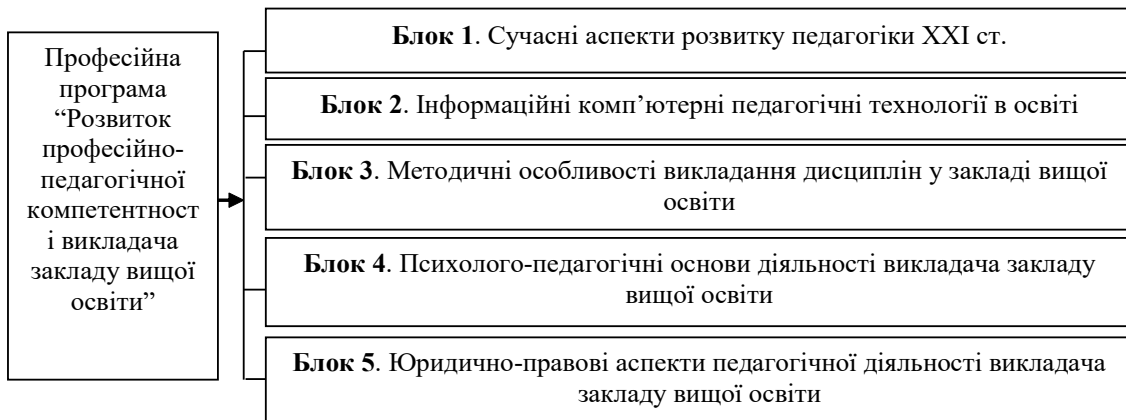 Професійна
програма
“Розвиток
професійно-
педагогічної
компетентност
і викладача
закладу вищої
освіти”
Блок 1. Сучасні аспекти розвитку педагогіки ХХІ ст.
Блок 2. Інформаційні комп’ютерні педагогічні технології в освіті
Блок 3. Методичні особливості викладання дисциплін у закладі вищої
освіти
Блок 4. Психолого-педагогічні основи діяльності викладача закладу
вищої освіти
Блок 5. Юридично-правові аспекти педагогічної діяльності викладача
закладу вищої освіти